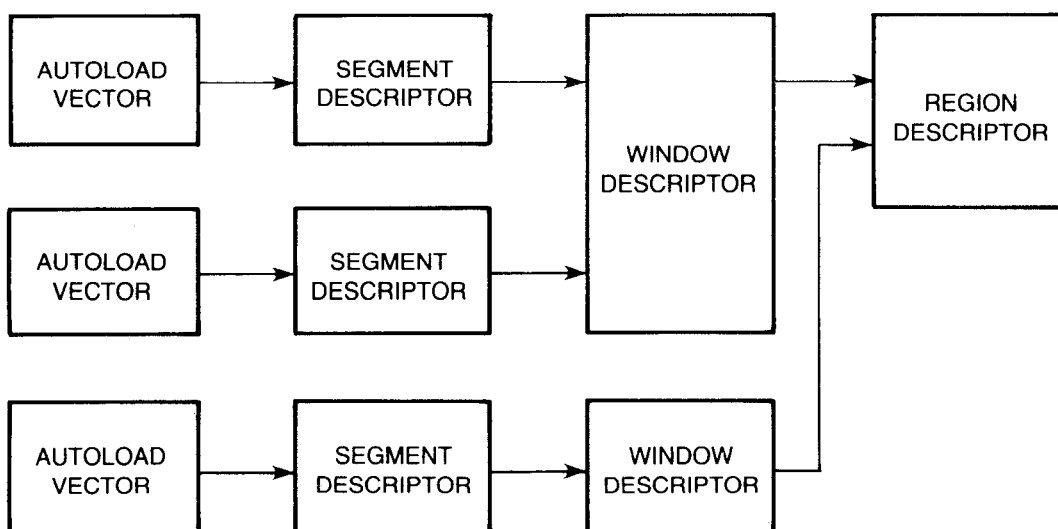 AUTOLOAD
VECTOR
SEGMENT
DESCRIPTOR
WINDOW
DESCRIPTOR
REGION
DESCRIPTOR
AUTOLOAD
VECTOR
SEGMENT
DESCRIPTOR
AUTOLOAD
VECTOR
SEGMENT
DESCRIPTOR
WINDOW
DESCRIPTOR